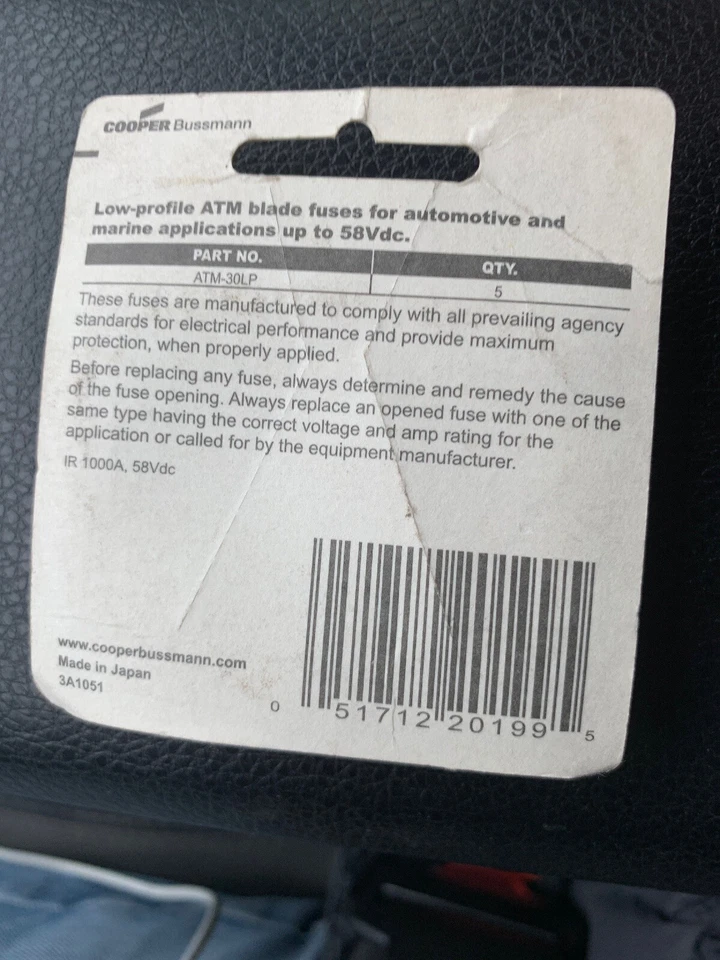 COOPER Bussmann
Low-profile ATM blade fuses for automotive and
marine applications up to 58Vdc.
PART NO. QTY.
ATM-30LP 5
These fuses are manufactured to comply with all prevailing agency
standards for electrical performance and provide maximum
protection, when properly applied.
Before replacing any fuse, always determine and remedy the cause
of the fuse opening. Always replace an opened fuse with one of the
same type having the correct voltage and amp rating for the
application or called for by the equipment manufacturer.
IR 1000A, 58Vdc
www.cooperbussmann.com
Made in Japan
3A1051
0 51712 20199 5